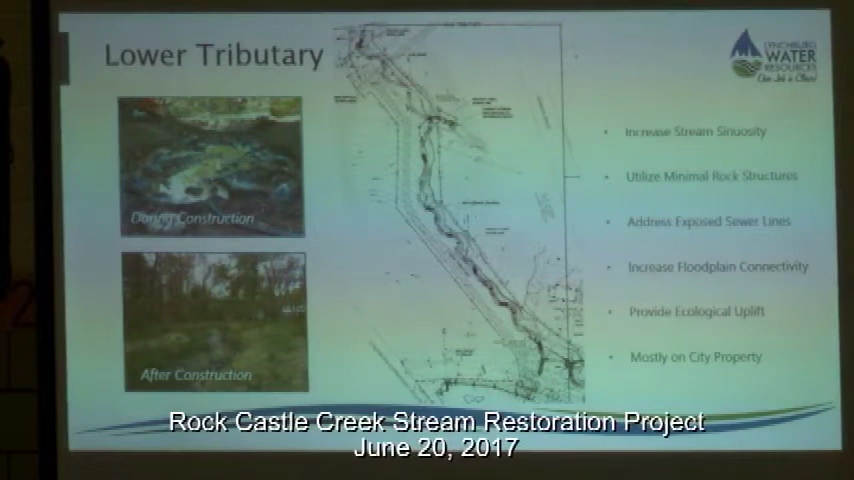 Lower Tributary
LYNCHBURG
WATER
RESOURCES
During Construction
After Construction
• Increase Stream Sinuosity
• Utilize Minimal Rock Structures
• Address Exposed Sewer Lines
• Increase Floodplain Connectivity
• Provide Ecological Uplift
• Mostly on City Property
Rock Castle Creek Stream Restoration Project
June 20, 2017